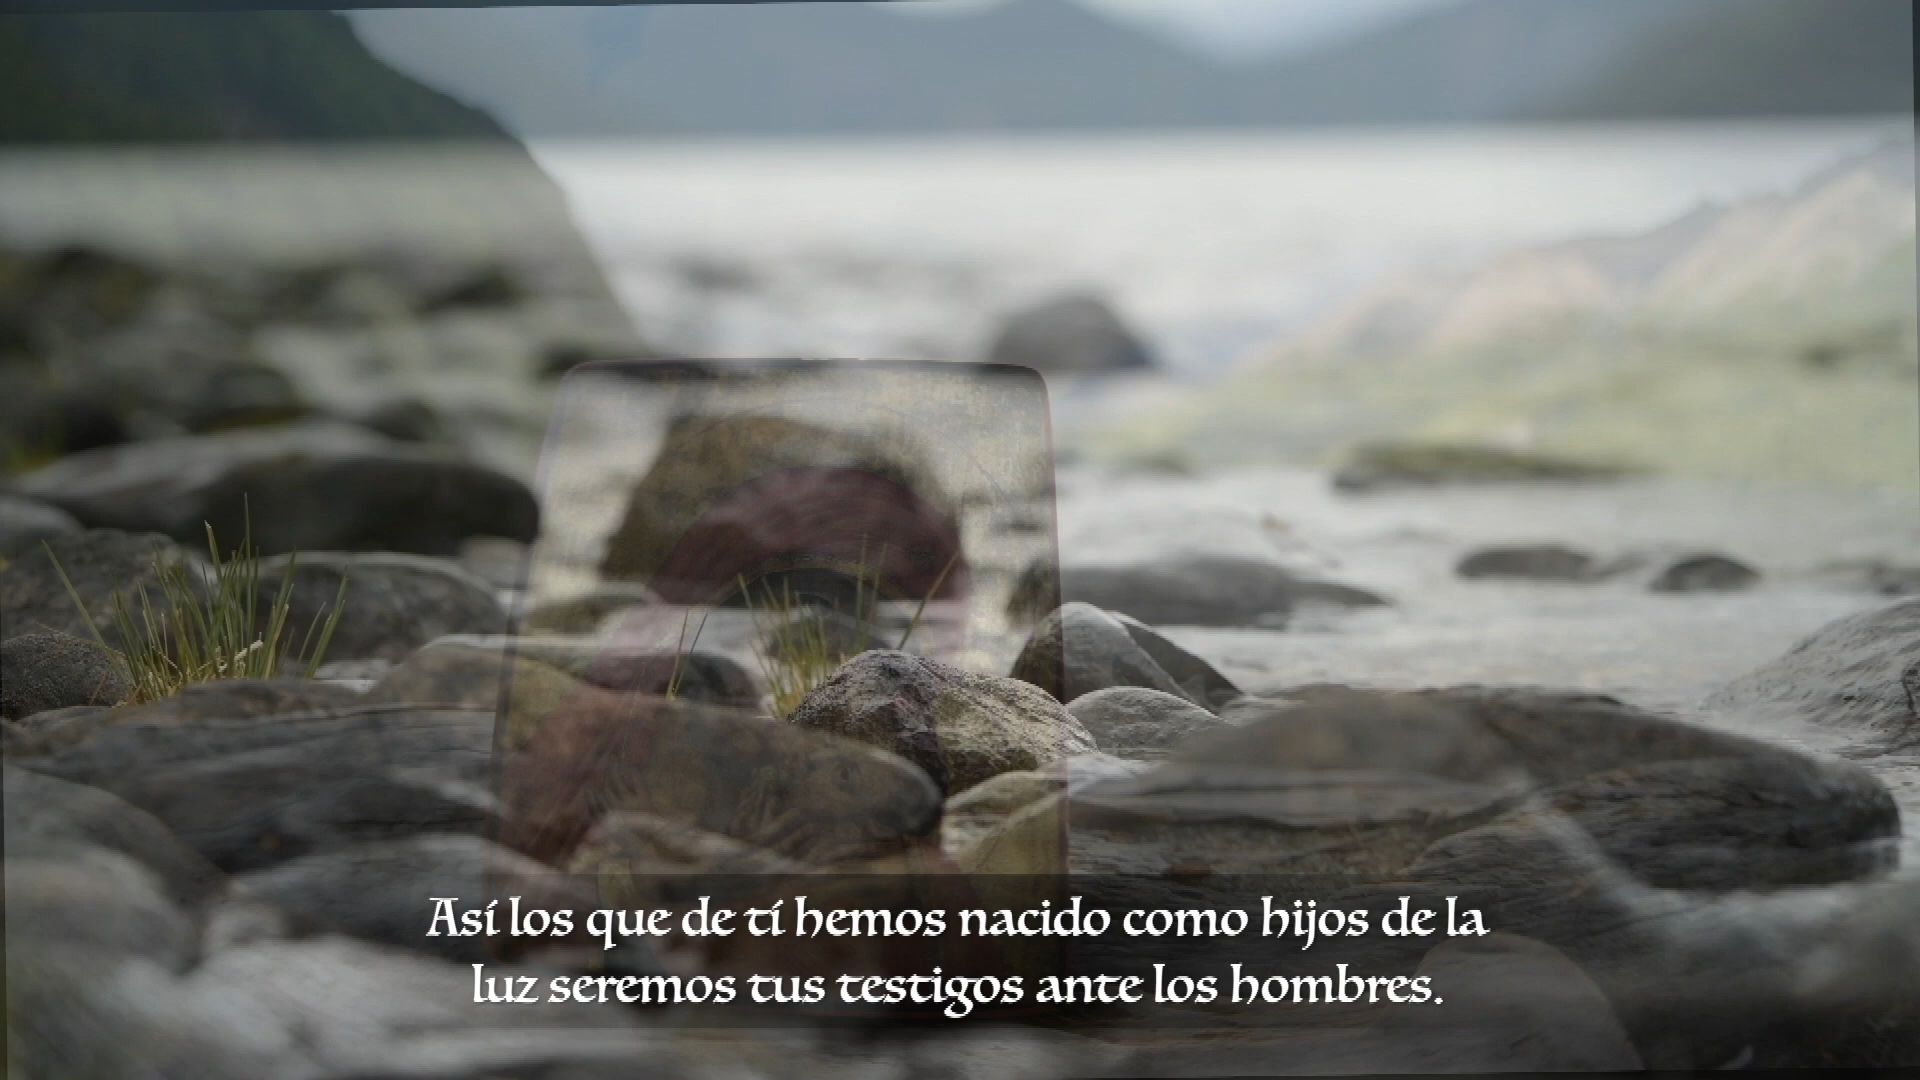 Así los que de tí hemos nacido como hijos de la
luz seremos tus testigos ante los hombres.